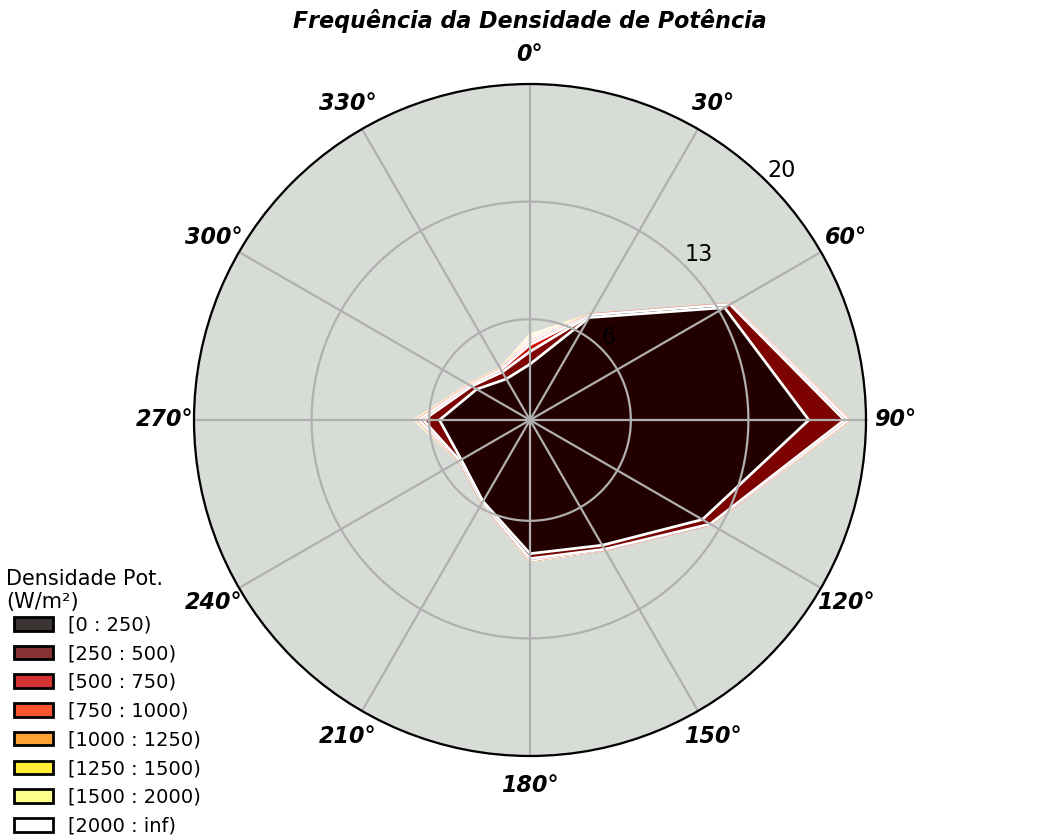 Frequência da Densidade de Potência
0°
30°
60°
90°
120°
150°
180°
210°
240°
270°
300°
330°
6
13
20
Densidade Pot.
(W/m²)
[0 : 250)
[250 : 500)
[500 : 750)
[750 : 1000)
[1000 : 1250)
[1250 : 1500)
[1500 : 2000)
[2000 : inf)